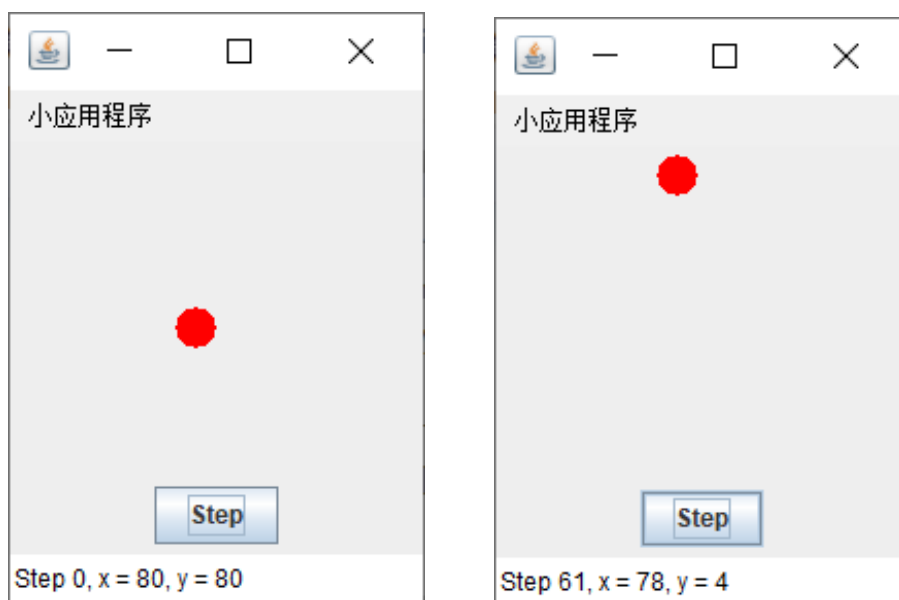 小应用程序
Step
Step 0, x = 80, y = 80
小应用程序
Step
Step 61, x = 78, y = 4